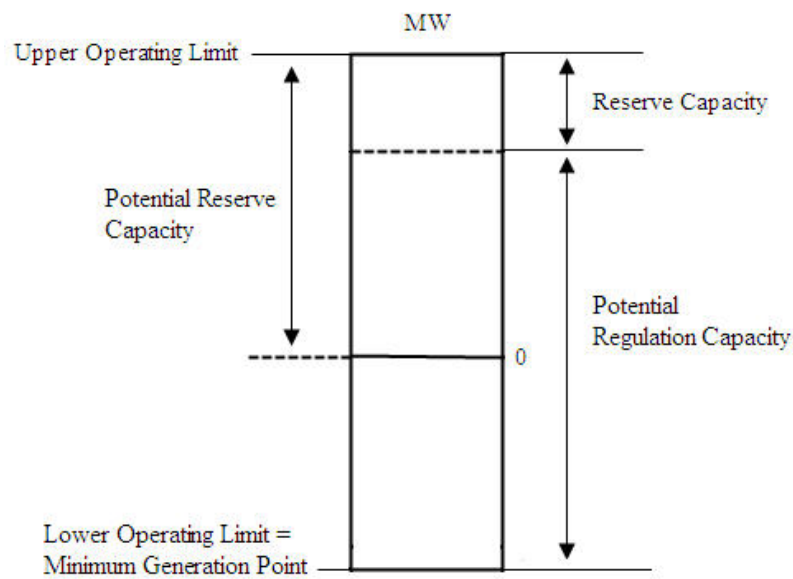 MW
Upper Operating Limit
Reserve Capacity
Potential Reserve
Capacity
Potential
Regulation Capacity
0
Lower Operating Limit =
Minimum Generation Point